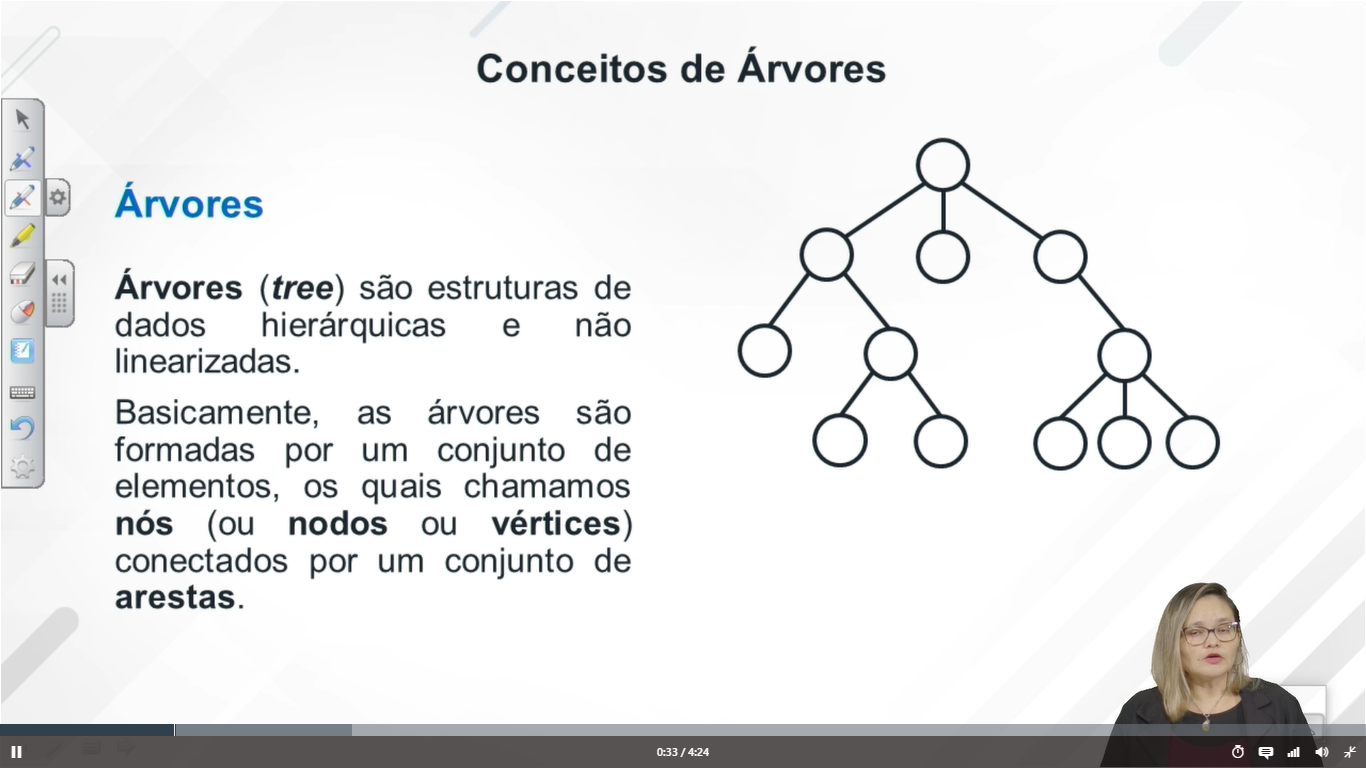 Conceitos de Árvores
Árvores
Árvores (tree) são estruturas de
dados hierárquicas e não
linearizadas.
Basicamente, as árvores são
formadas por um conjunto de
elementos, os quais chamamos
nós (ou nodos ou vértices)
conectados por um conjunto de
arestas.
0:33 / 4:24